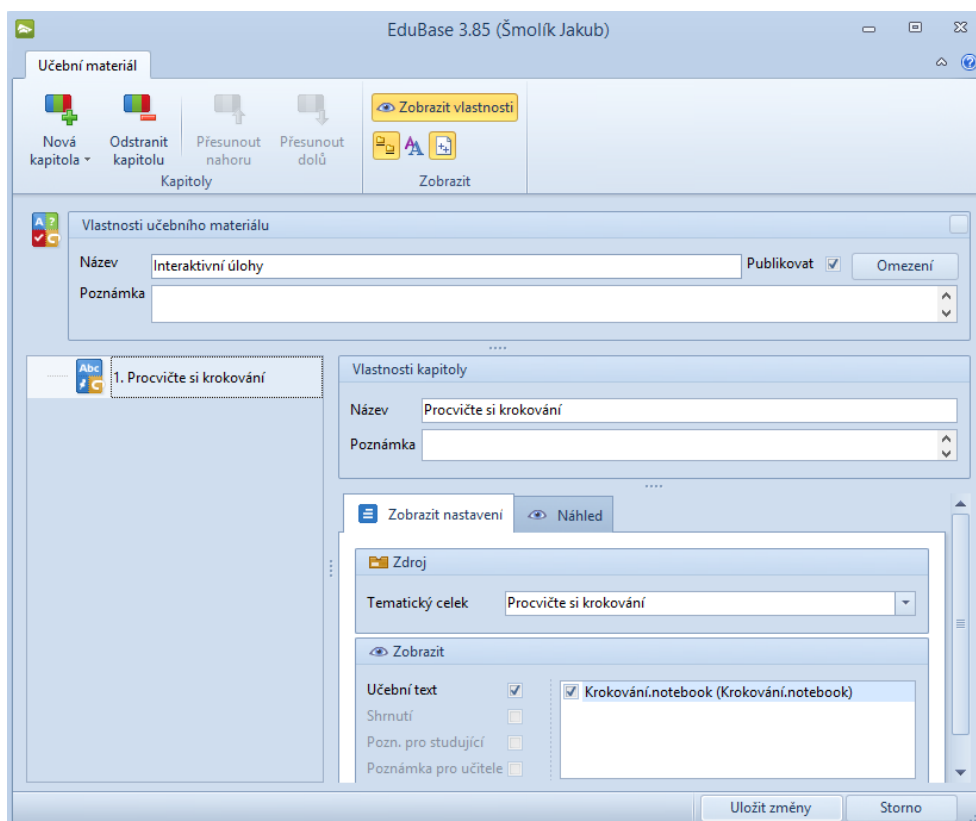 EduBase 3.85 (Šmolík Jakub)
Učební materiál
Nová kapitola
Odstranit kapitolu
Přesunout nahoru
Přesunout dolů
Kapitoly
Zobrazit vlastnosti
Zobrazit
Vlastnosti učebního materiálu
Název Interaktivní úlohy Publikovat Omezení
Poznámka
1. Procvičte si krokování
Vlastnosti kapitoly
Název Procvičte si krokování
Poznámka
Zobrazit nastavení Náhled
Zdroj
Tematický celek Procvičte si krokování
Zobrazit
Učební text Krokování.notebook (Krokování.notebook)
Shrnutí
Pozn. pro studující
Poznámka pro učitele
Uložit změny Storno